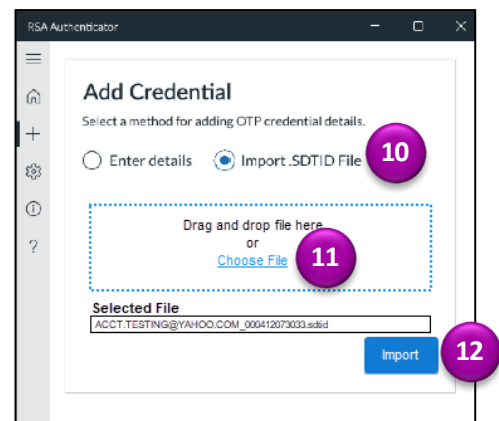 RSA Authenticator
Add Credential
Select a method for adding OTP credential details.
Enter details Import .SDTID File 10
Drag and drop file here
or
Choose File 11
Selected File
ACCT.TESTING@YAHOO.COM_000412073033.sdtid
Import 12
?